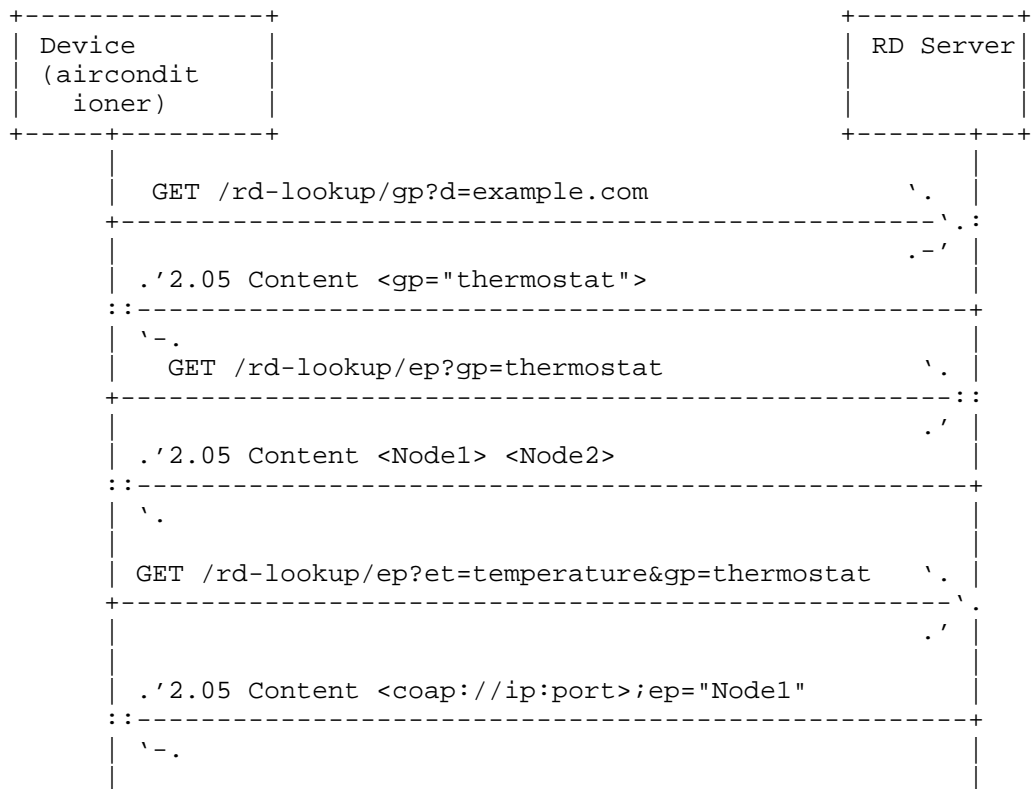 Device RD Server
(aircondit
ioner)
GET /rd-lookup/gp?d=example.com
2.05 Content <gp="thermostat">
GET /rd-lookup/ep?gp=thermostat
2.05 Content <Node1> <Node2>
GET /rd-lookup/ep?et=temperature&gp=thermostat
2.05 Content <coap://ip:port>;ep="Node1"